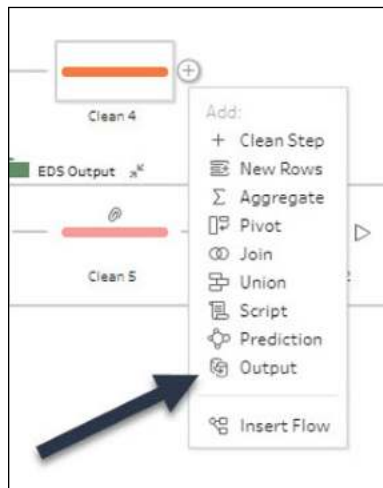 Clean 4
Add:
Clean Step
New Rows
Aggregate
Pivot
Join
Union
Script
Prediction
Output
Insert Flow
EDS Output
Clean 5